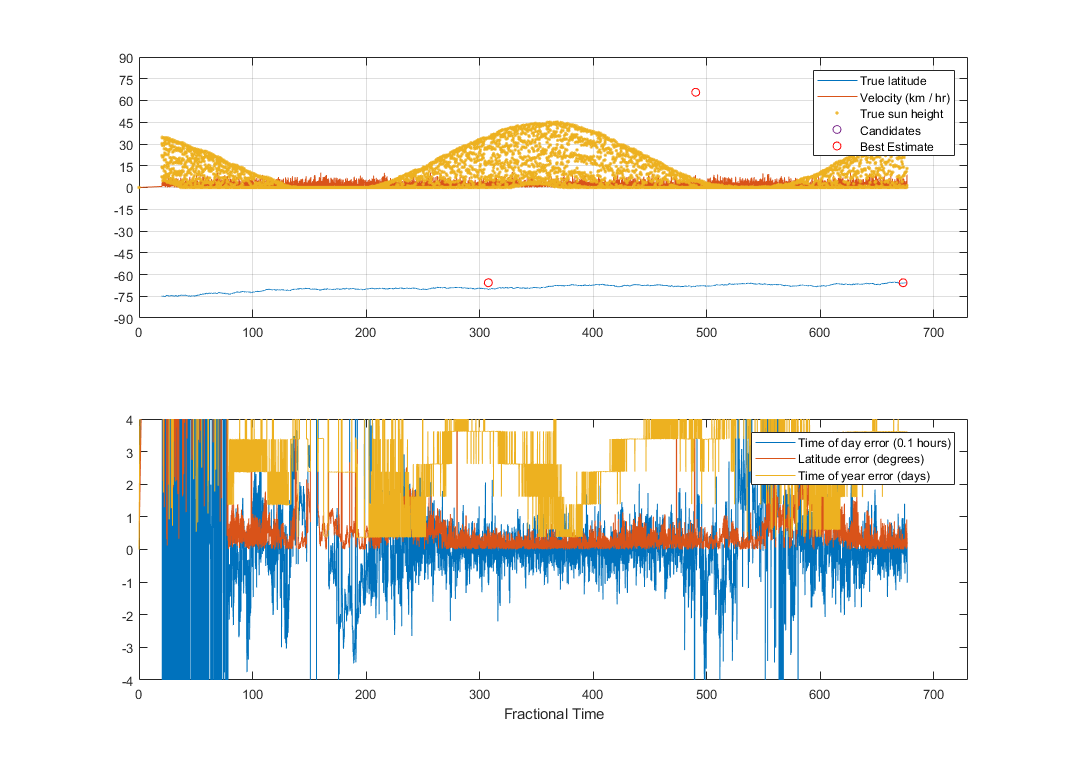 90
75
60
45
30
15
0
-15
-30
-45
-60
-75
-90
0 100 200 300 400 500 600 700
True latitude
Velocity (km / hr)
True sun height
Candidates
Best Estimate
4
3
2
1
0
-1
-2
-3
-4
0 100 200 300 400 500 600 700
Time of day error (0.1 hours)
Latitude error (degrees)
Time of year error (days)
Fractional Time